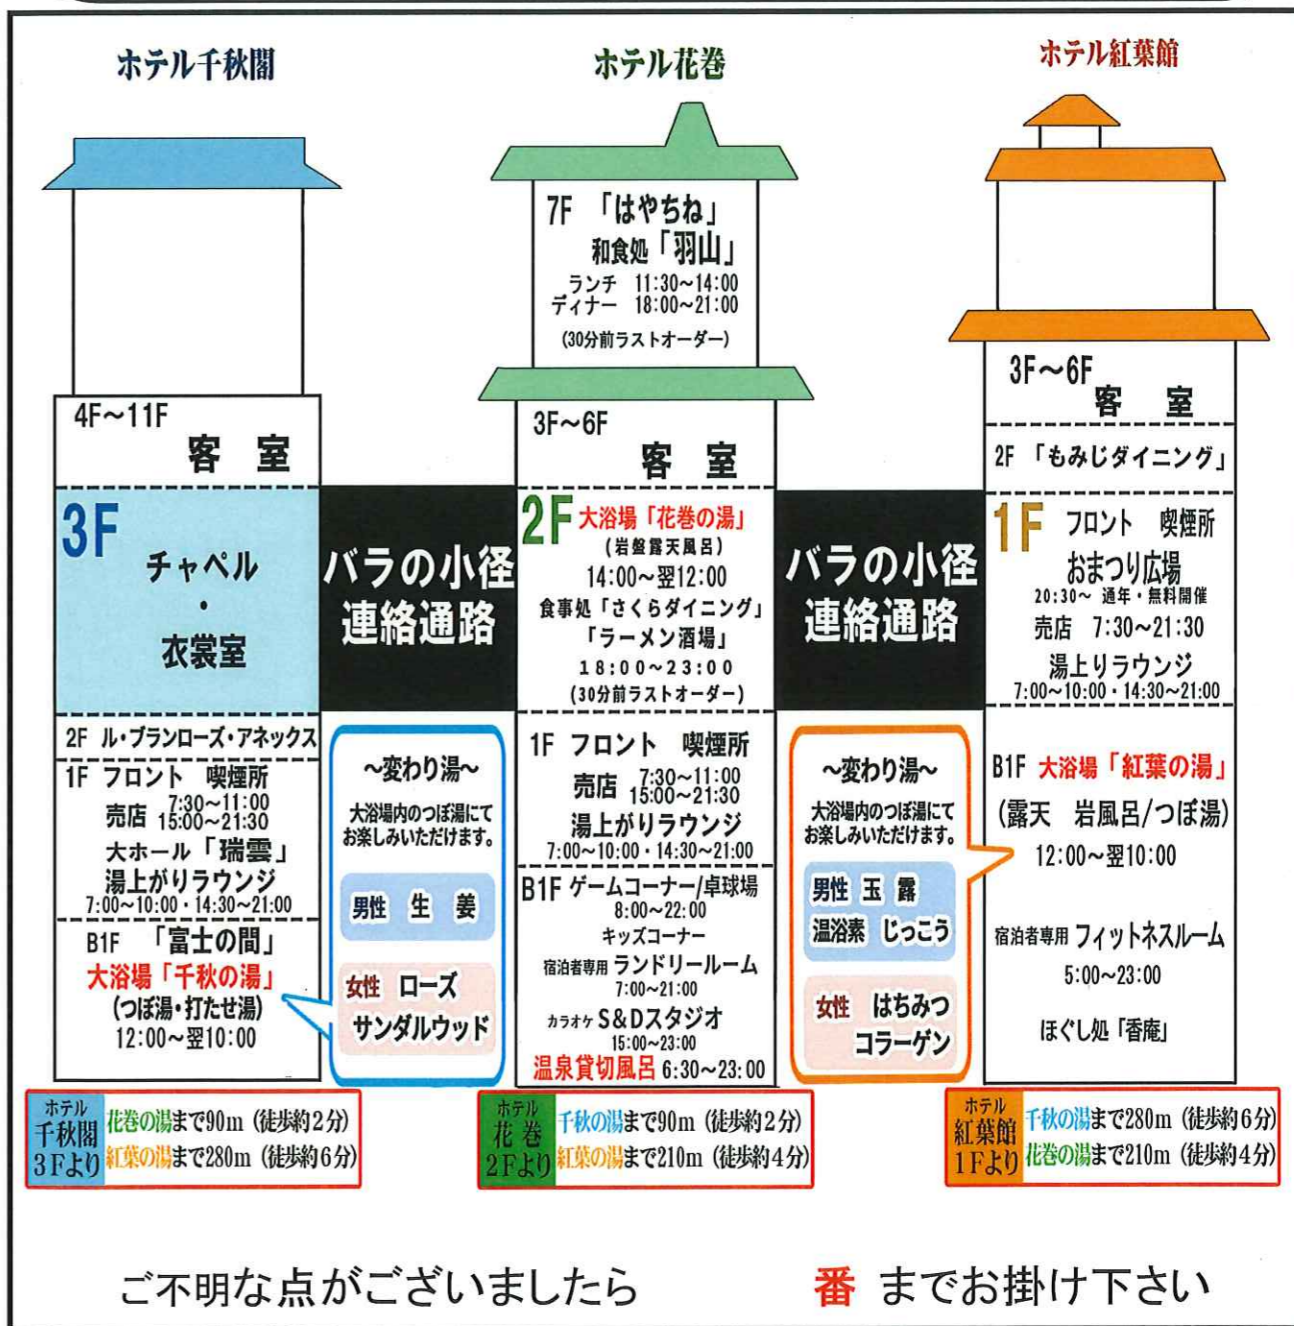 ホテル千秋閣
4F～11F
客 室
3F
チャペル
・
衣裳室
2F ル・ブランローズ・アネックス
1F フロント 喫煙所
売店 7:30～11:00
15:00～21:30
大ホール「瑞雲」
湯上がりラウンジ
7:00～10:00・14:30～21:00
B1F 「富士の間」
大浴場「千秋の湯」
(つぼ湯・打たせ湯)
12:00～翌10:00
バラの小径
連絡通路
～変わり湯～
大浴場内のつぼ湯にて
お楽しみいただけます。
男性 生 姜
女性 ローズ
サンダルウッド
ホテル花巻
7F 「はやちね」
和食処「羽山」
ランチ 11:30～14:00
ディナー 18:00～21:00
(30分前ラストオーダー)
3F～6F
客 室
2F 大浴場「花巻の湯」
(岩盤露天風呂)
14:00～翌12:00
食事処「さくらダイニング」
「ラーメン酒場」
18:00～23:00
(30分前ラストオーダー)
1F フロント 喫煙所
売店 7:30～11:00
15:00～21:30
湯上がりラウンジ
7:00～10:00・14:30～21:00
B1F ゲームコーナー/卓球場
8:00～22:00
キッズコーナー
宿泊者専用 ランドリールーム
7:00～21:00
カラオケ S&Dスタジオ
15:00～23:00
温泉貸切風呂 6:30～23:00
バラの小径
連絡通路
～変わり湯～
大浴場内のつぼ湯にて
お楽しみいただけます。
男性 玉 露
温浴素 じっこう
女性 はちみつ
コラーゲン
ホテル紅葉館
3F～6F
客 室
2F 「もみじダイニング」
1F フロント 喫煙所
おまつり広場
20:30～ 通年・無料開催
売店 7:30～21:30
湯上りラウンジ
7:00～10:00・14:30～21:00
B1F 大浴場「紅葉の湯」
(露天 岩風呂/つぼ湯)
12:00～翌10:00
宿泊者専用 フィットネスルーム
5:00～23:00
ほぐし処「香庵」
ホテル
千秋閣
3Fより
花巻の湯まで90m (徒歩約2分)
紅葉の湯まで280m (徒歩約6分)
ホテル
花巻
2Fより
千秋の湯まで90m (徒歩約2分)
紅葉の湯まで210m (徒歩約4分)
ホテル
紅葉館
1Fより
千秋の湯まで280m (徒歩約6分)
花巻の湯まで210m (徒歩約4分)
ご不明な点がございましたら 番 までお掛け下さい